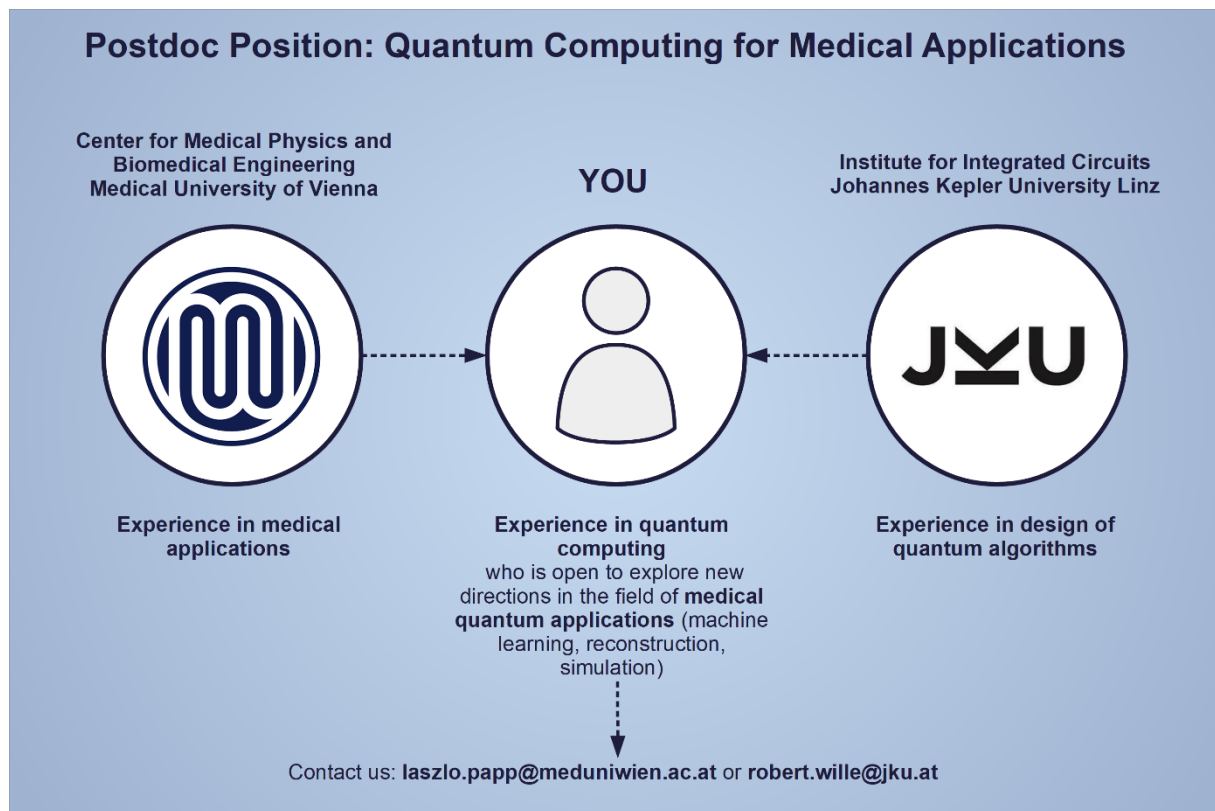 Postdoc Position: Quantum Computing for Medical Applications
Center for Medical Physics and
Biomedical Engineering
Medical University of Vienna
YOU
Institute for Integrated Circuits
Johannes Kepler University Linz
JKU
Experience in medical
applications
Experience in quantum
computing
who is open to explore new
directions in the field of medical
quantum applications (machine
learning, reconstruction,
simulation)
Experience in design of
quantum algorithms
Contact us: laszlo.papp@meduniwien.ac.at or robert.wille@jku.at